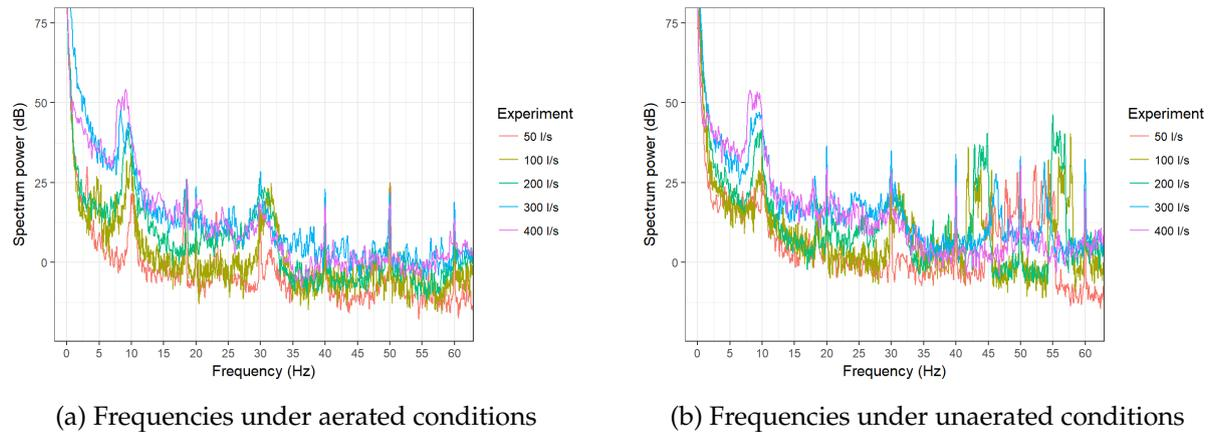 Spectrum power (dB)
75
50
25
0
0 5 10 15 20 25 30 35 40 45 50 55 60
Frequency (Hz)
Experiment
50 l/s
100 l/s
200 l/s
300 l/s
400 l/s
(a) Frequencies under aerated conditions
Spectrum power (dB)
75
50
25
0
0 5 10 15 20 25 30 35 40 45 50 55 60
Frequency (Hz)
Experiment
50 l/s
100 l/s
200 l/s
300 l/s
400 l/s
(b) Frequencies under unaerated conditions